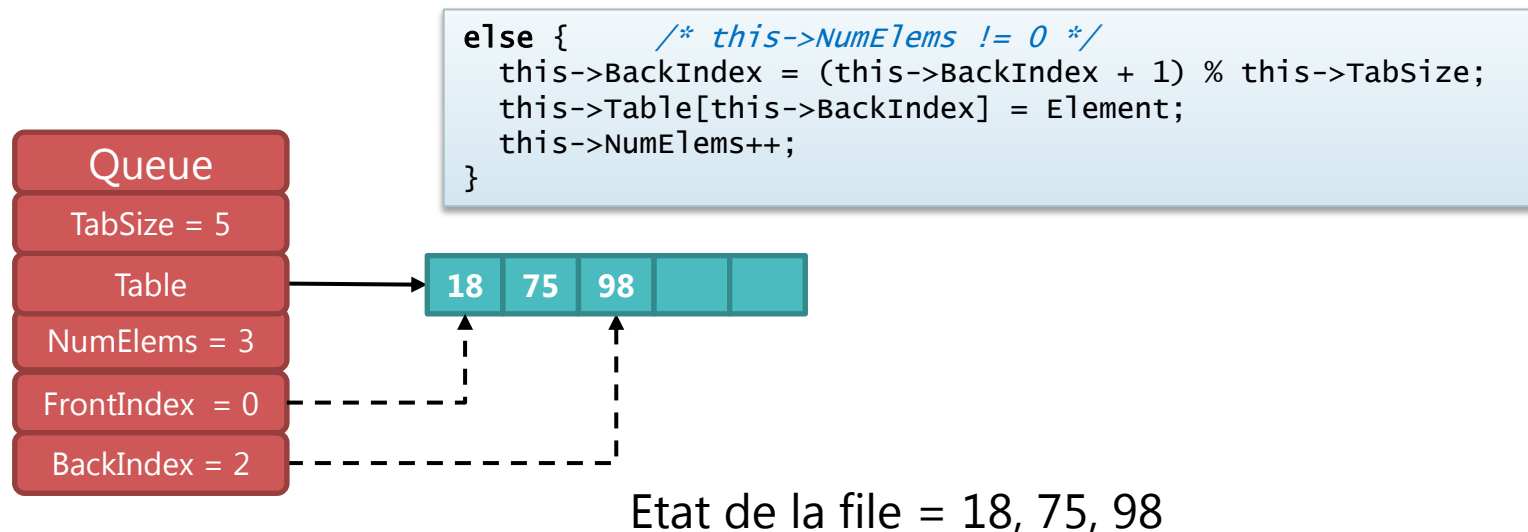 else {     /* this->NumElems != 0 */
  this->BackIndex = (this->BackIndex + 1) % this->TabSize;
  this->Table[this->BackIndex] = Element;
  this->NumElems++;
}
Queue
TabSize = 5
Table
18 75 98
NumElems = 3
FrontIndex = 0
BackIndex = 2
Etat de la file = 18, 75, 98